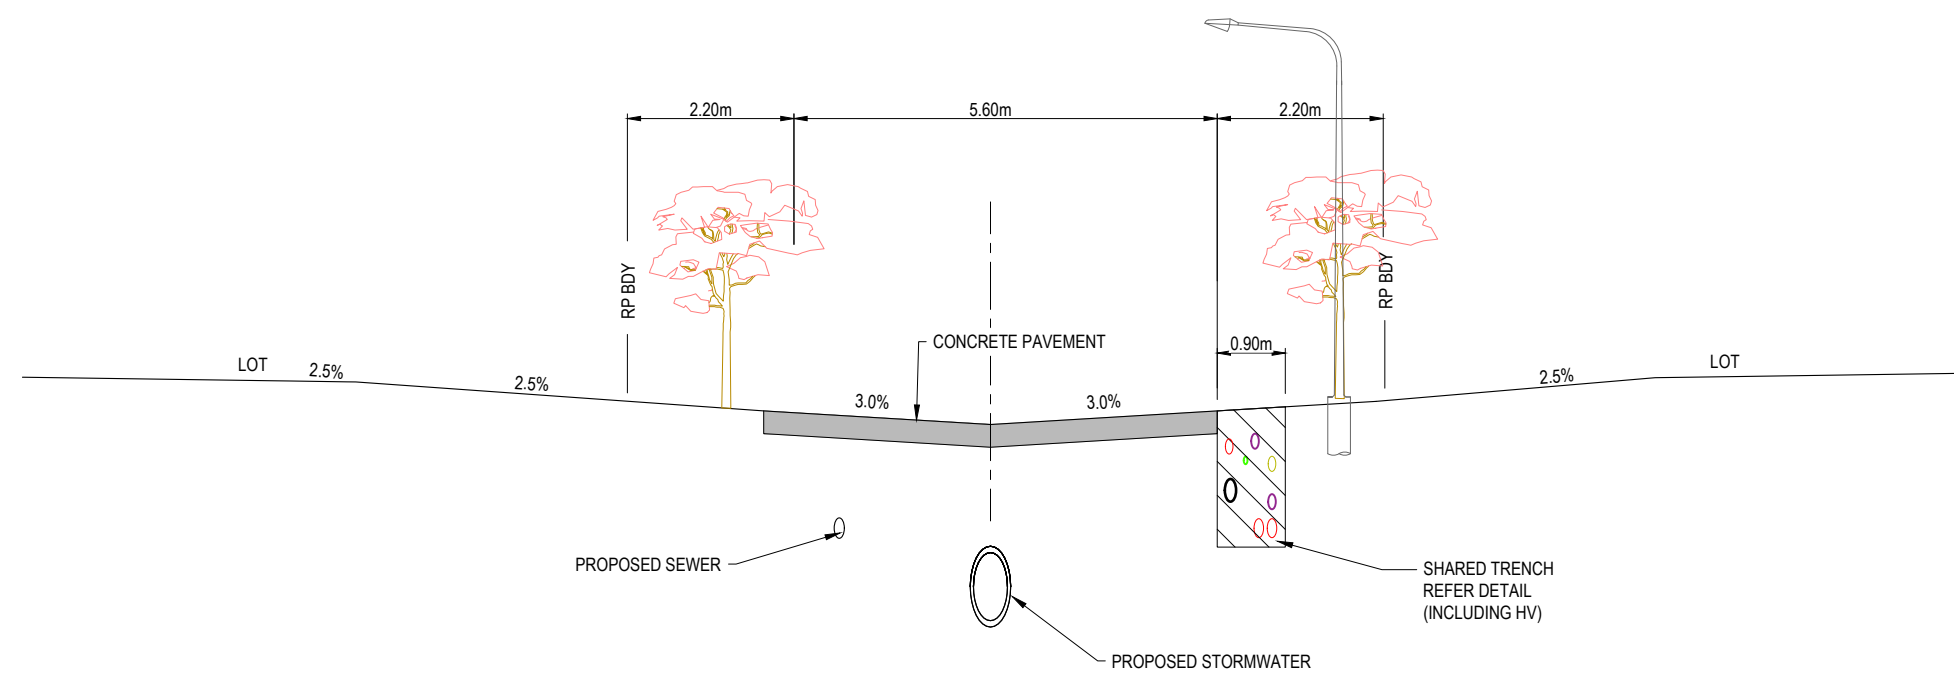 2.20m
5.60m
2.20m
RP BDY
RP BDY
CONCRETE PAVEMENT
0.90m
LOT
2.5%
2.5%
3.0%
3.0%
2.5%
LOT
PROPOSED SEWER
SHARED TRENCH
REFER DETAIL
(INCLUDING HV)
PROPOSED STORMWATER